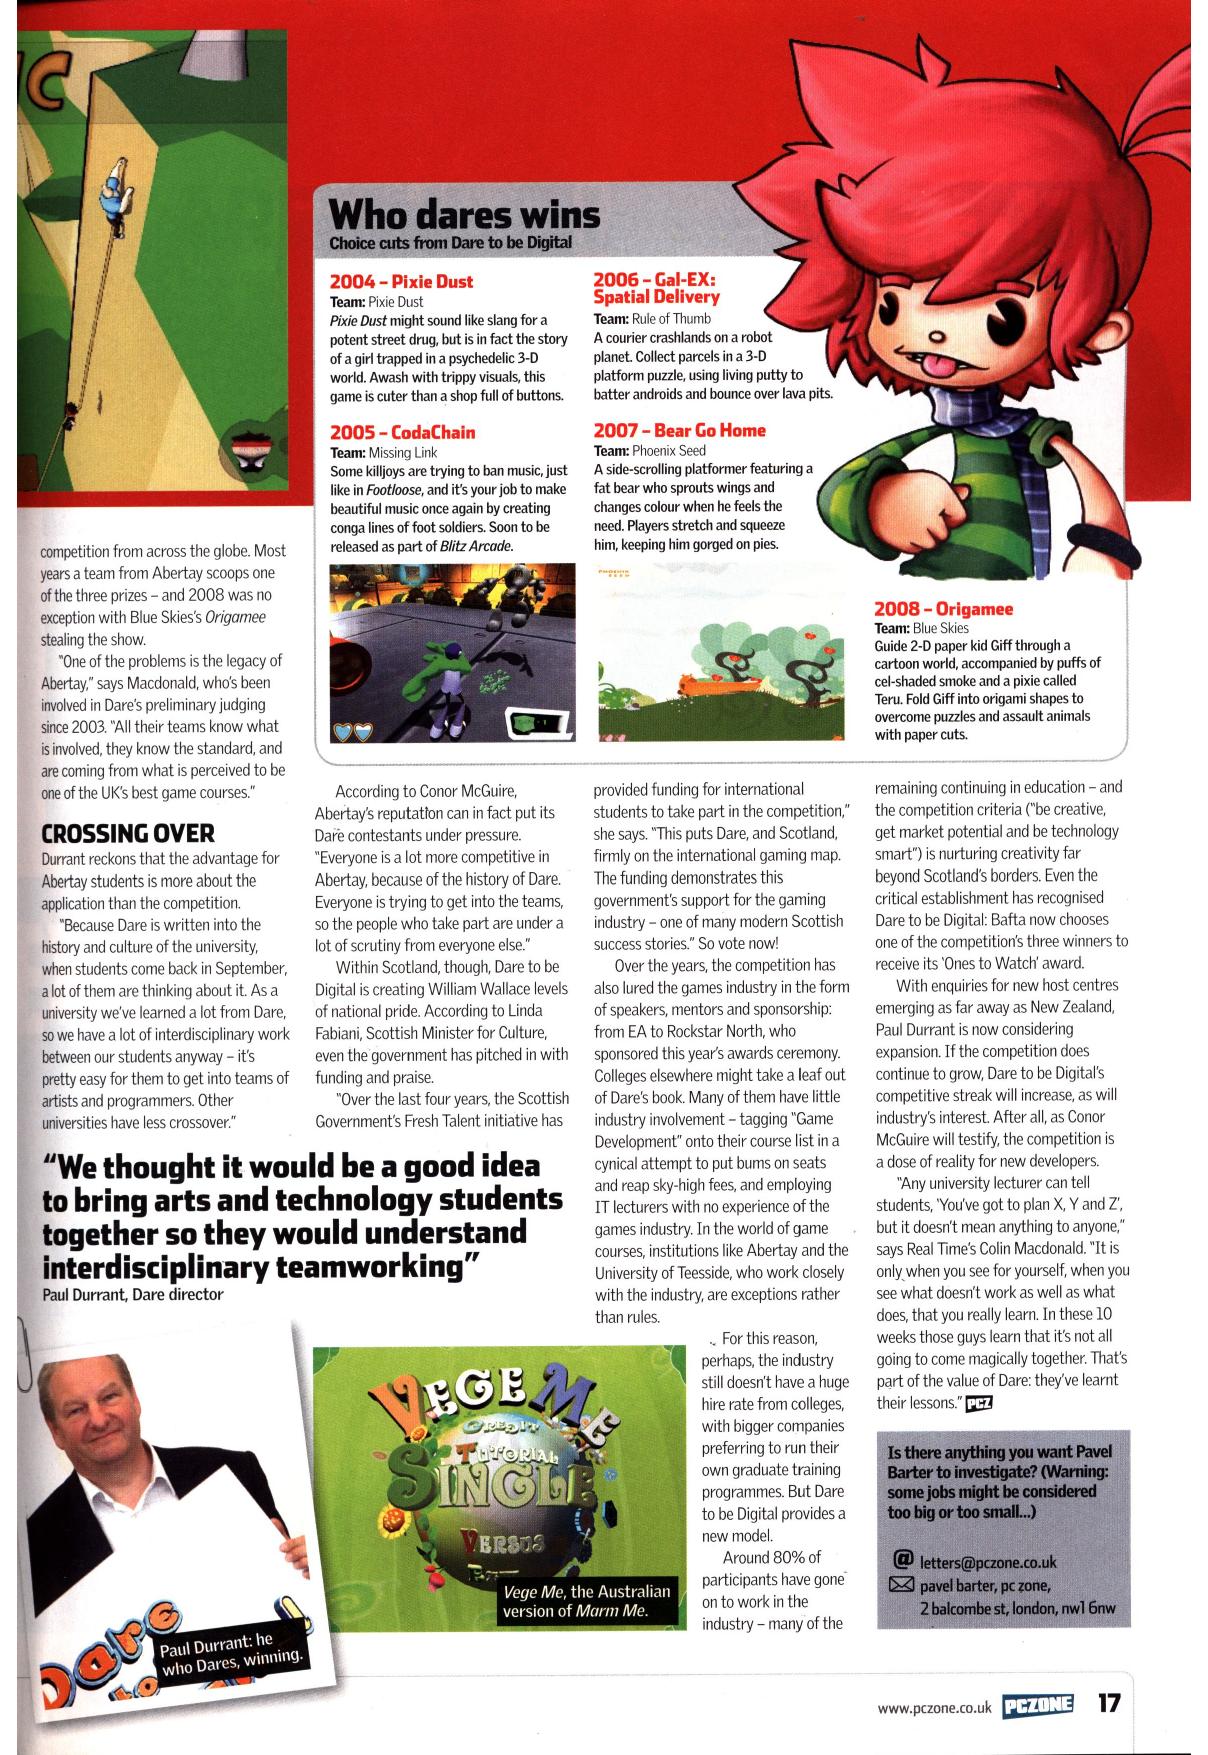 Who dares wins
Choice cuts from Dare to be Digital
2004 – Pixie Dust
Team: Pixie Dust
Pixie Dust might sound like slang for a
potent street drug, but is in fact the story
of a girl trapped in a psychedelic 3-D
world. Awash with trippy visuals, this
game is cuter than a shop full of buttons.
2005 – CodaChain
Team: Missing Link
Some killjoys are trying to ban music, just
like in Footloose, and it's your job to make
beautiful music once again by creating
conga lines of foot soldiers. Soon to be
released as part of Blitz Arcade.
2006 – Gal-EX:
Spatial Delivery
Team: Rule of Thumb
A courier crashlands on a robot
planet. Collect parcels in a 3-D
platform puzzle, using living putty to
batter androids and bounce over lava pits.
2007 – Bear Go Home
Team: Phoenix Seed
A side-scrolling platformer featuring a
fat bear who sprouts wings and
changes colour when he feels the
need. Players stretch and squeeze
him, keeping him gorged on pies.
PHOENIX
SEED
2008 – Origamee
Team: Blue Skies
Guide 2-D paper kid Giff through a
cartoon world, accompanied by puffs of
cel-shaded smoke and a pixie called
Teru. Fold Giff into origami shapes to
overcome puzzles and assault animals
with paper cuts.
competition from across the globe. Most
years a team from Abertay scoops one
of the three prizes – and 2008 was no
exception with Blue Skies's Origamee
stealing the show.
"One of the problems is the legacy of
Abertay," says Macdonald, who's been
involved in Dare's preliminary judging
since 2003. "All their teams know what
is involved, they know the standard, and
are coming from what is perceived to be
one of the UK's best game courses."
CROSSING OVER
Durrant reckons that the advantage for
Abertay students is more about the
application than the competition.
"Because Dare is written into the
history and culture of the university,
when students come back in September,
a lot of them are thinking about it. As a
university we've learned a lot from Dare,
so we have a lot of interdisciplinary work
between our students anyway – it's
pretty easy for them to get into teams of
artists and programmers. Other
universities have less crossover."
According to Conor McGuire,
Abertay's reputation can in fact put its
Dare contestants under pressure.
"Everyone is a lot more competitive in
Abertay, because of the history of Dare.
Everyone is trying to get into the teams,
so the people who take part are under a
lot of scrutiny from everyone else."
Within Scotland, though, Dare to be
Digital is creating William Wallace levels
of national pride. According to Linda
Fabiani, Scottish Minister for Culture,
even the government has pitched in with
funding and praise.
"Over the last four years, the Scottish
Government's Fresh Talent initiative has
"We thought it would be a good idea
to bring arts and technology students
together so they would understand
interdisciplinary teamworking"
Paul Durrant, Dare director
provided funding for international
students to take part in the competition,"
she says. "This puts Dare, and Scotland,
firmly on the international gaming map.
The funding demonstrates this
government's support for the gaming
industry – one of many modern Scottish
success stories." So vote now!
Over the years, the competition has
also lured the games industry in the form
of speakers, mentors and sponsorship:
from EA to Rockstar North, who
sponsored this year's awards ceremony.
Colleges elsewhere might take a leaf out
of Dare's book. Many of them have little
industry involvement – tagging "Game
Development" onto their course list in a
cynical attempt to put bums on seats
and reap sky-high fees, and employing
IT lecturers with no experience of the
games industry. In the world of game
courses, institutions like Abertay and the
University of Teesside, who work closely
with the industry, are exceptions rather
than rules.
For this reason,
perhaps, the industry
still doesn't have a huge
hire rate from colleges,
with bigger companies
preferring to run their
own graduate training
programmes. But Dare
to be Digital provides a
new model.
Around 80% of
participants have gone
on to work in the
industry – many of the
remaining continuing in education – and
the competition criteria ("be creative,
get market potential and be technology
smart") is nurturing creativity far
beyond Scotland's borders. Even the
critical establishment has recognised
Dare to be Digital: Bafta now chooses
one of the competition's three winners to
receive its 'Ones to Watch' award.
With enquiries for new host centres
emerging as far away as New Zealand,
Paul Durrant is now considering
expansion. If the competition does
continue to grow, Dare to be Digital's
competitive streak will increase, as will
industry's interest. After all, as Conor
McGuire will testify, the competition is
a dose of reality for new developers.
"Any university lecturer can tell
students, 'You've got to plan X, Y and Z',
but it doesn't mean anything to anyone,"
says Real Time's Colin Macdonald. "It is
only when you see for yourself, when you
see what doesn't work as well as what
does, that you really learn. In these 10
weeks those guys learn that it's not all
going to come magically together. That's
part of the value of Dare: they've learnt
their lessons." PCZ
Dare
to
Paul Durrant: he
who Dares, winning.
VEGE ME
CREDIT
TUTORIAL
SINGLE
VERSUS
Vege Me, the Australian
version of Marm Me.
Is there anything you want Pavel
Barter to investigate? (Warning:
some jobs might be considered
too big or too small...)
@ letters@pczone.co.uk
pavel barter, pc zone,
2 balcombe st, london, nw1 6nw
www.pczone.co.uk PCZONE 17